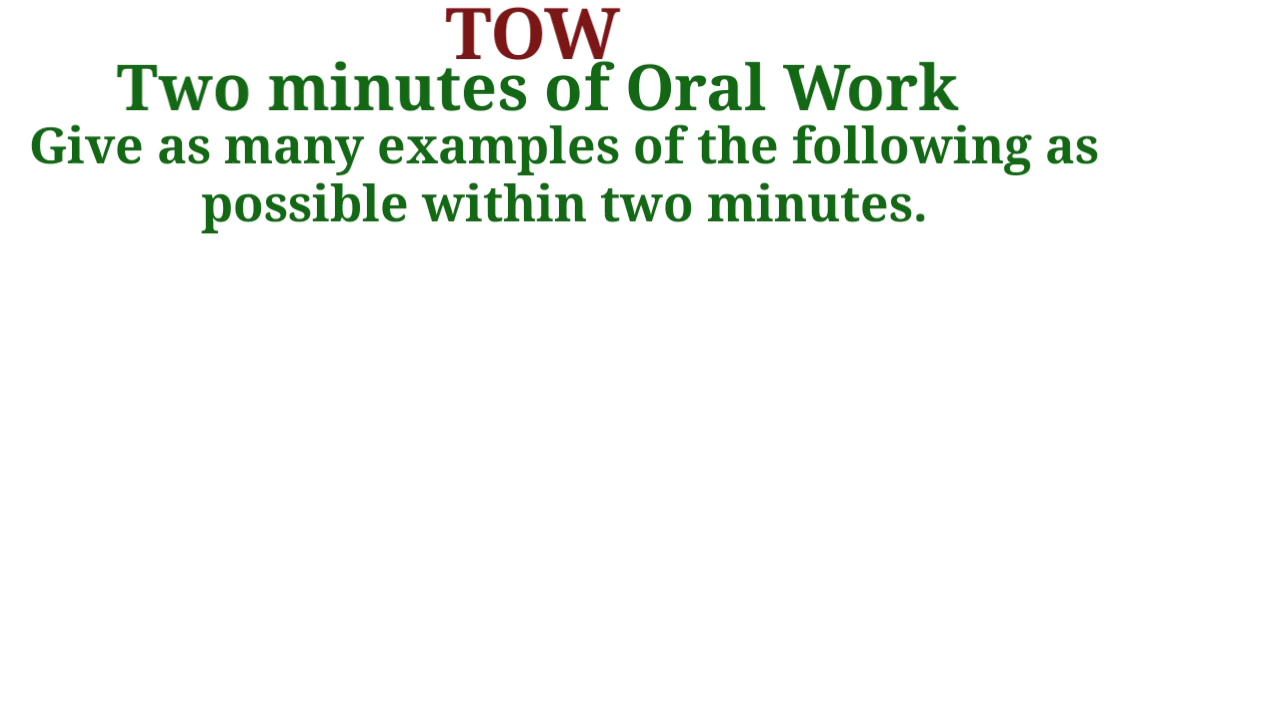 TOW
Two minutes of Oral Work
Give as many examples of the following as
possible within two minutes.